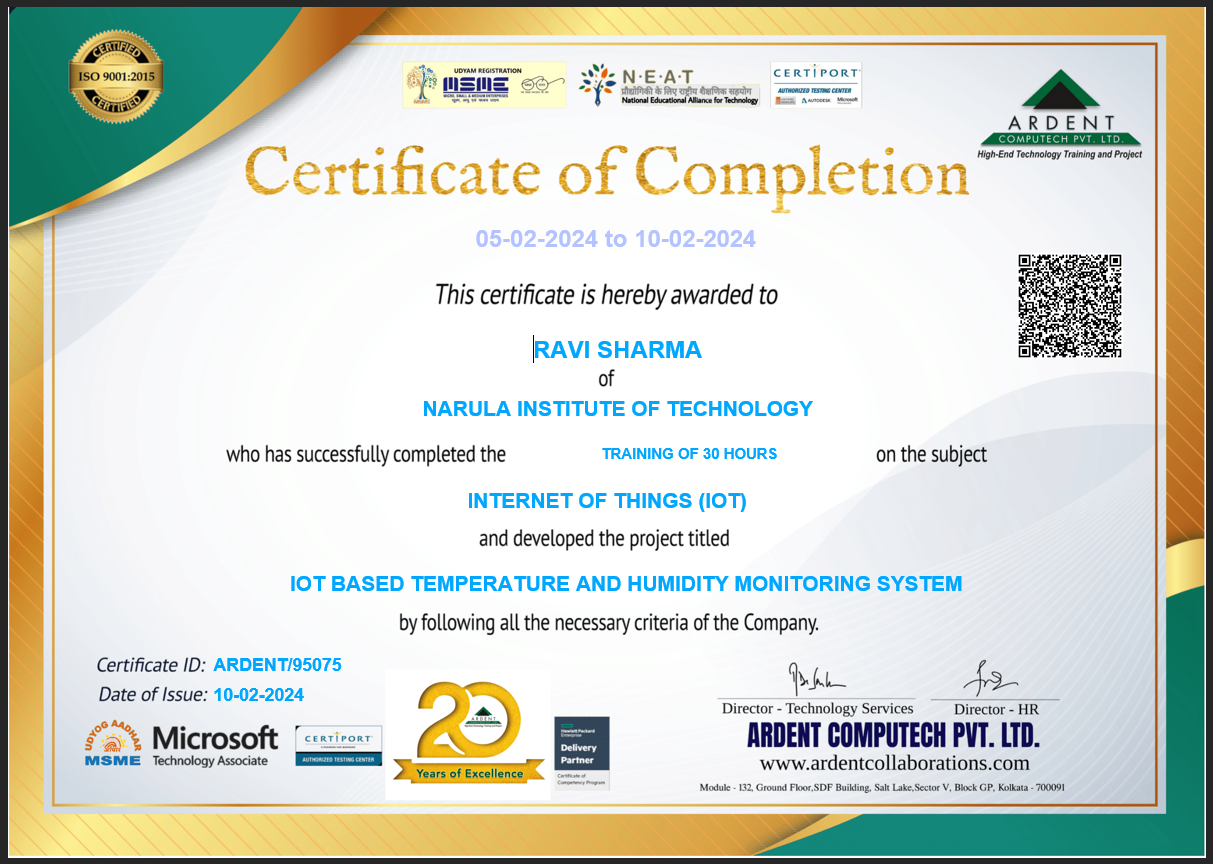 CERTIFIED
ISO 9001:2015
CERTIFIED
UDYAM REGISTRATION
MSME
MICRO, SMALL & MEDIUM ENTERPRISES
सूक्ष्म, लघु एवं मध्यम उद्यम
N·E·A·T
प्रौद्योगिकी के लिए राष्ट्रीय शैक्षणिक सहयोग
National Educational Alliance for Technology
CERTIPORT
AUTHORIZED TESTING CENTER
AUTODESK Microsoft
ARDENT
COMPUTECH PVT. LTD.
High-End Technology Training and Project
Certificate of Completion
05-02-2024 to 10-02-2024
This certificate is hereby awarded to
RAVI SHARMA
of
NARULA INSTITUTE OF TECHNOLOGY
who has successfully completed the TRAINING OF 30 HOURS on the subject
INTERNET OF THINGS (IOT)
and developed the project titled
IOT BASED TEMPERATURE AND HUMIDITY MONITORING SYSTEM
by following all the necessary criteria of the Company.
Certificate ID: ARDENT/95075
Date of Issue: 10-02-2024
UDYOG AADHAR
MSME
Microsoft
Technology Associate
CERTIPORT
AUTHORIZED TESTING CENTER
20
ARDENT
Years of Excellence
Hewlett Packard
Enterprise
Delivery
Partner
Certificate of
Competency Program
Director - Technology Services
Director - HR
ARDENT COMPUTECH PVT. LTD.
www.ardentcollaborations.com
Module - 132, Ground Floor,SDF Building, Salt Lake,Sector V, Block GP, Kolkata - 700091